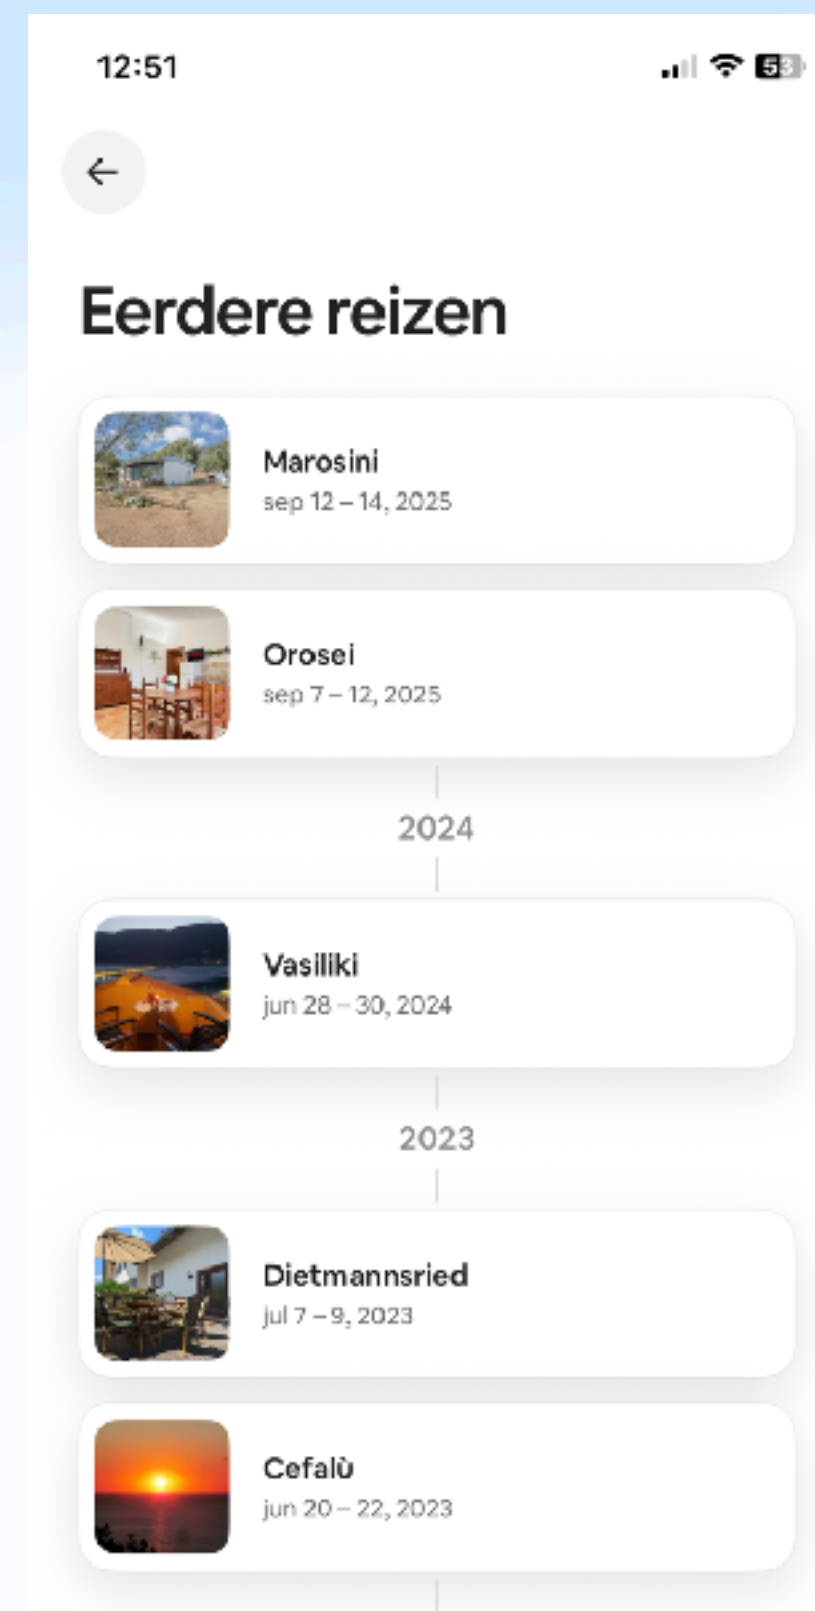 12:51
53
Eerdere reizen
Marosini
sep 12 – 14, 2025
Orosei
sep 7 – 12, 2025
2024
Vasiliki
jun 28 – 30, 2024
2023
Dietmannsried
jul 7 – 9, 2023
Cefalù
jun 20 – 22, 2023